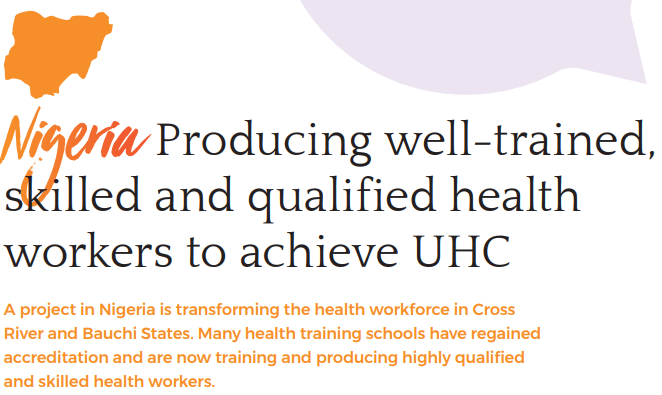 Nigeria Producing well-trained,
skilled and qualified health
workers to achieve UHC
A project in Nigeria is transforming the health workforce in Cross
River and Bauchi States. Many health training schools have regained
accreditation and are now training and producing highly qualified
and skilled health workers.